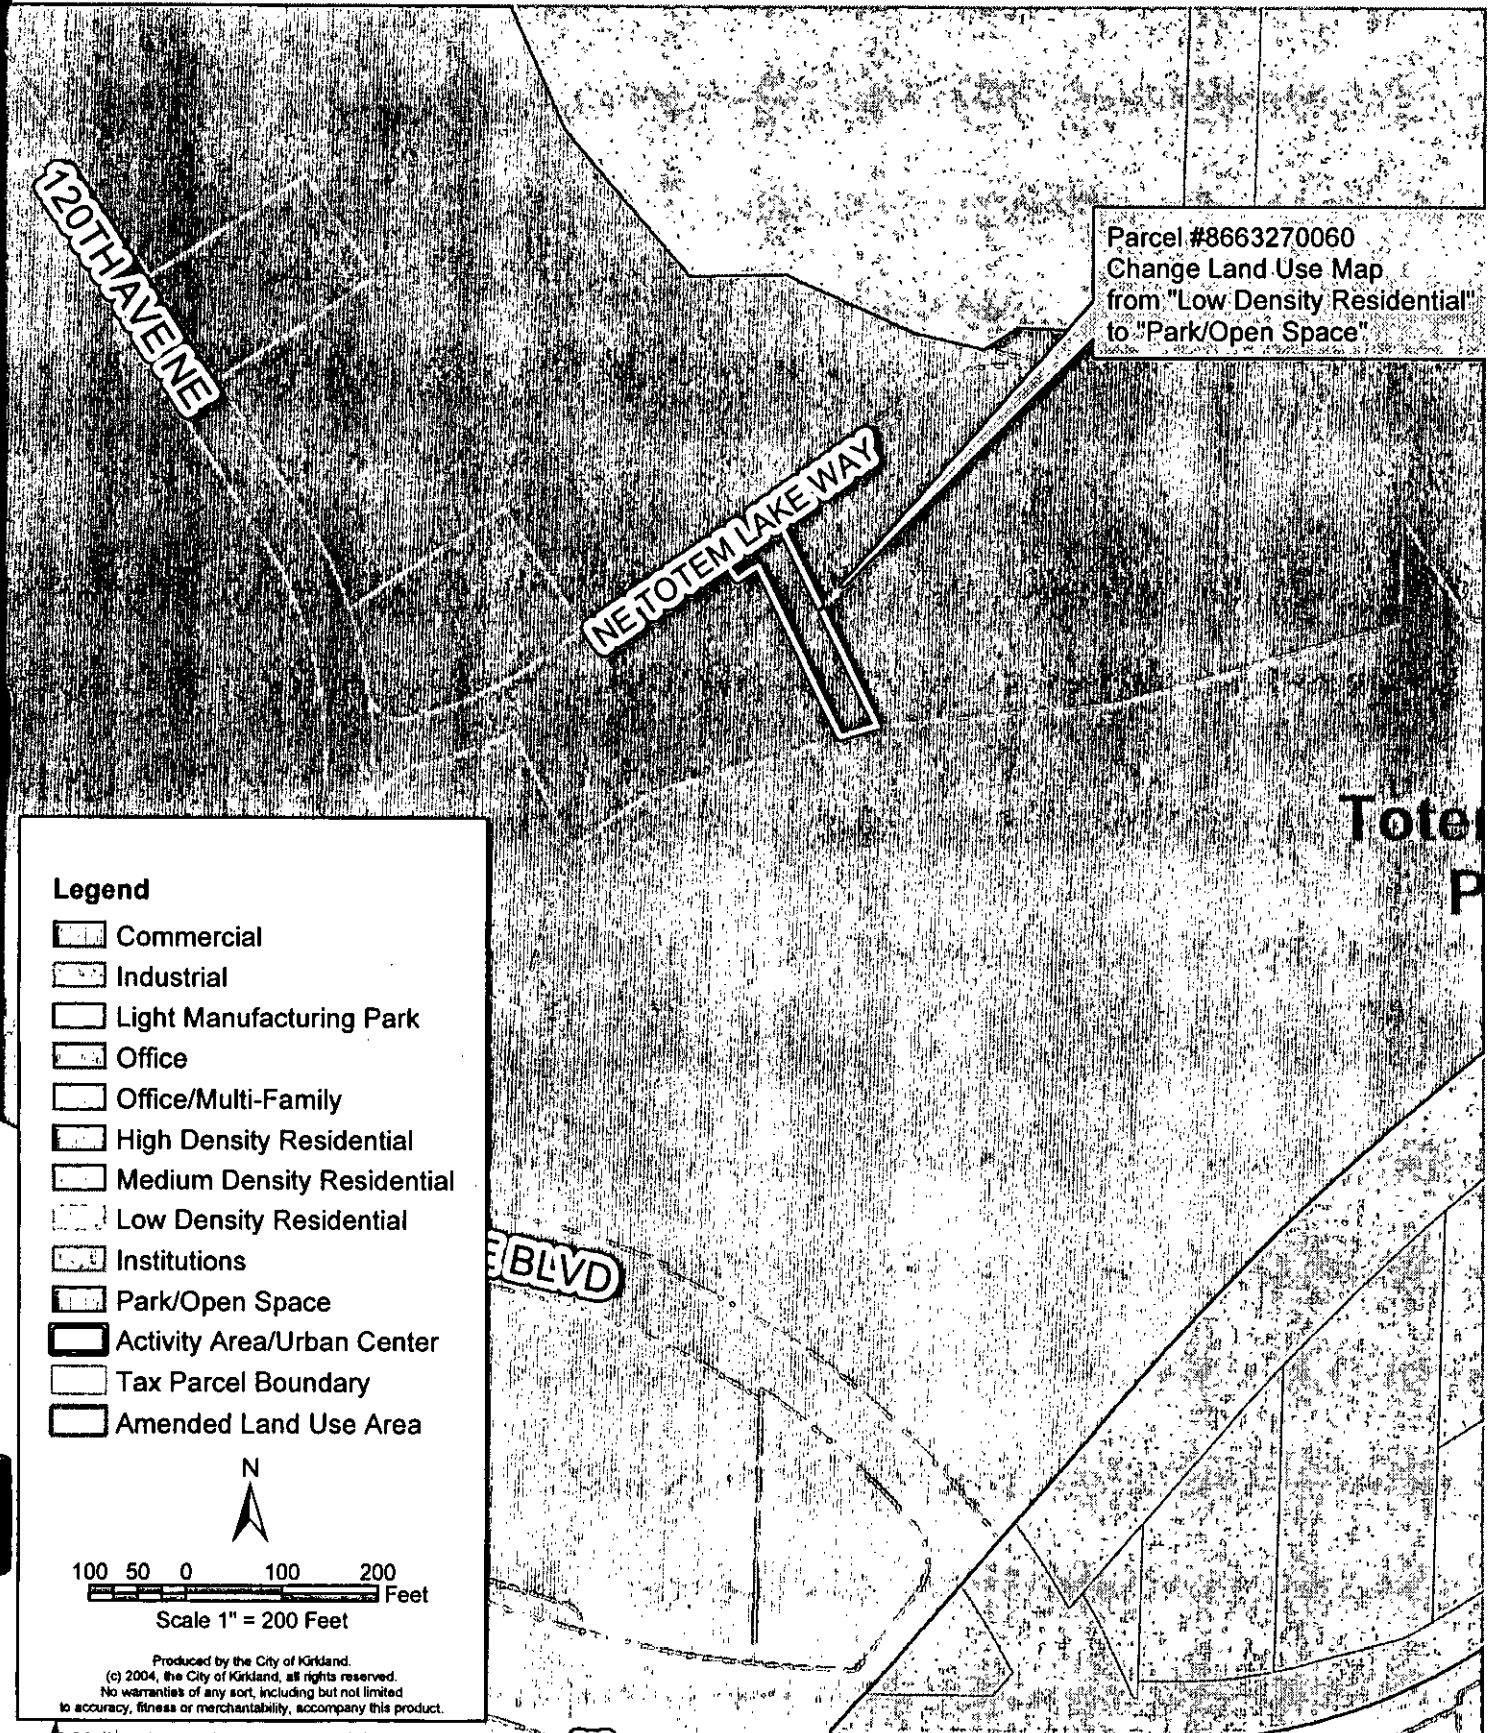 120TH AVE NE
Parcel #8663270060
Change Land Use Map
from "Low Density Residential"
to "Park/Open Space"
NE TOTEM LAKE WAY
Legend
Commercial
Industrial
Light Manufacturing Park
Office
Office/Multi-Family
High Density Residential
Medium Density Residential
Low Density Residential
Institutions
Park/Open Space
Activity Area/Urban Center
Tax Parcel Boundary
Amended Land Use Area
N
100 50 0 100 200
Feet
Scale 1" = 200 Feet
Produced by the City of Kirkland.
(c) 2004, the City of Kirkland, all rights reserved.
No warranties of any sort, including but not limited
to accuracy, fitness or merchantability, accompany this product.
E BLVD
Tote
P